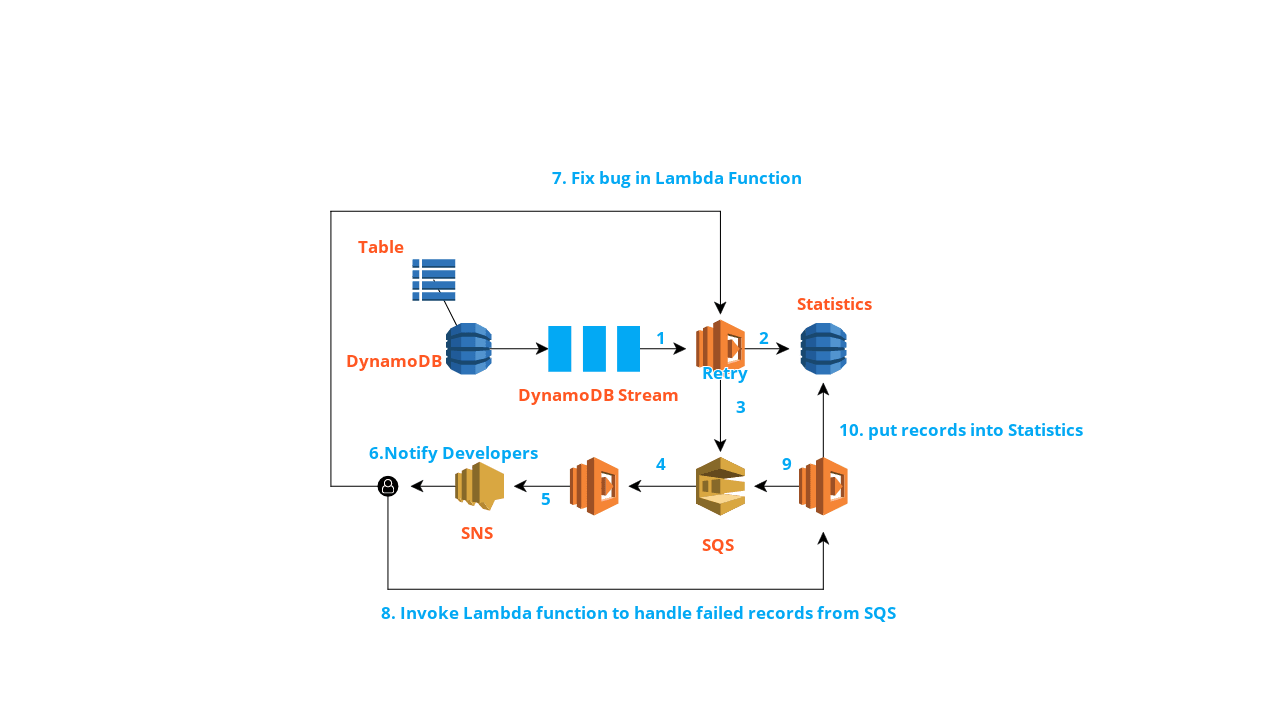 7. Fix bug in Lambda Function
Table
Statistics
1
2
DynamoDB
Retry
DynamoDB Stream
3
10. put records into Statistics
6.Notify Developers
4
9
5
SNS
SQS
8. Invoke Lambda function to handle failed records from SQS